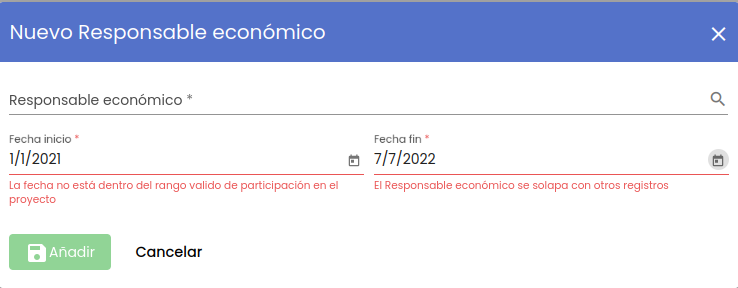 Nuevo Responsable económico
Responsable económico *
Fecha inicio *
Fecha fin *
1/1/2021
7/7/2022
La fecha no está dentro del rango valido de participación en el
proyecto
El Responsable económico se solapa con otros registros
Añadir
Cancelar